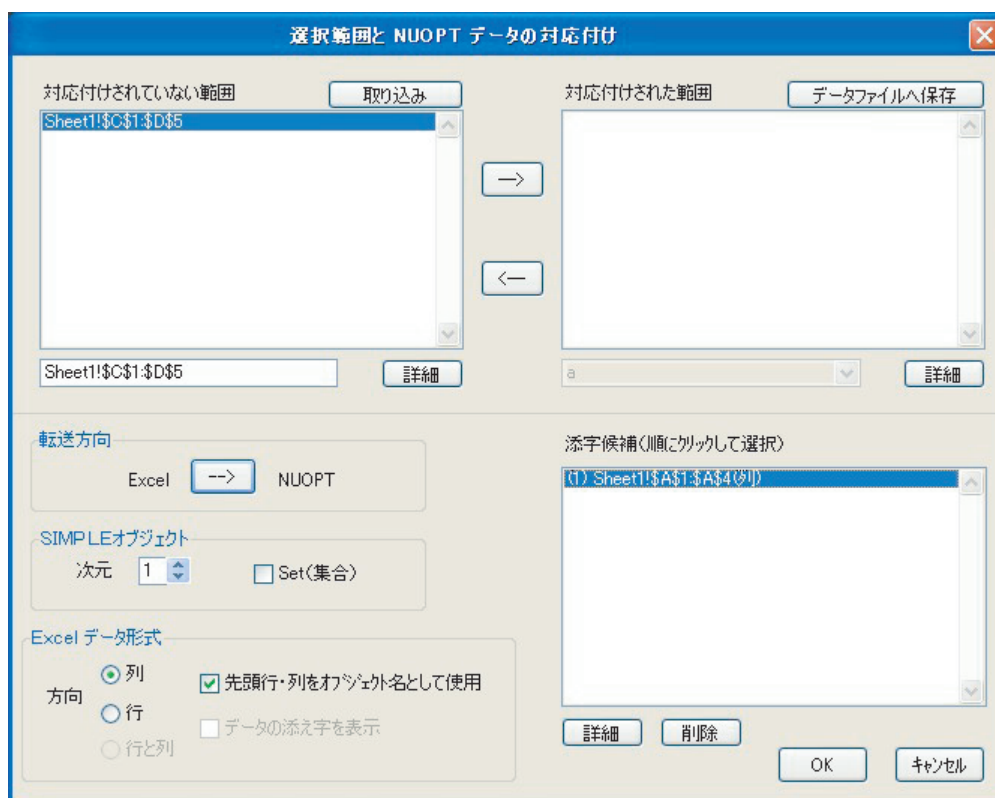 選択範囲と NUOPT データの対応付け
対応付けされていない範囲
取り込み
Sheet1!$C$1:$D$5
対応付けされた範囲
データファイルへ保存
-->
<--
Sheet1!$C$1:$D$5
詳細
a
詳細
転送方向
Excel --> NUOPT
SIMPLEオブジェクト
次元 1 Set(集合)
Excel データ形式
方向
列
行
行と列
先頭行・列をオブジェクト名として使用
データの添え字を表示
添字候補(順にクリックして選択)
(1) Sheet1!$A$1:$A$4(列)
詳細
削除
OK
キャンセル